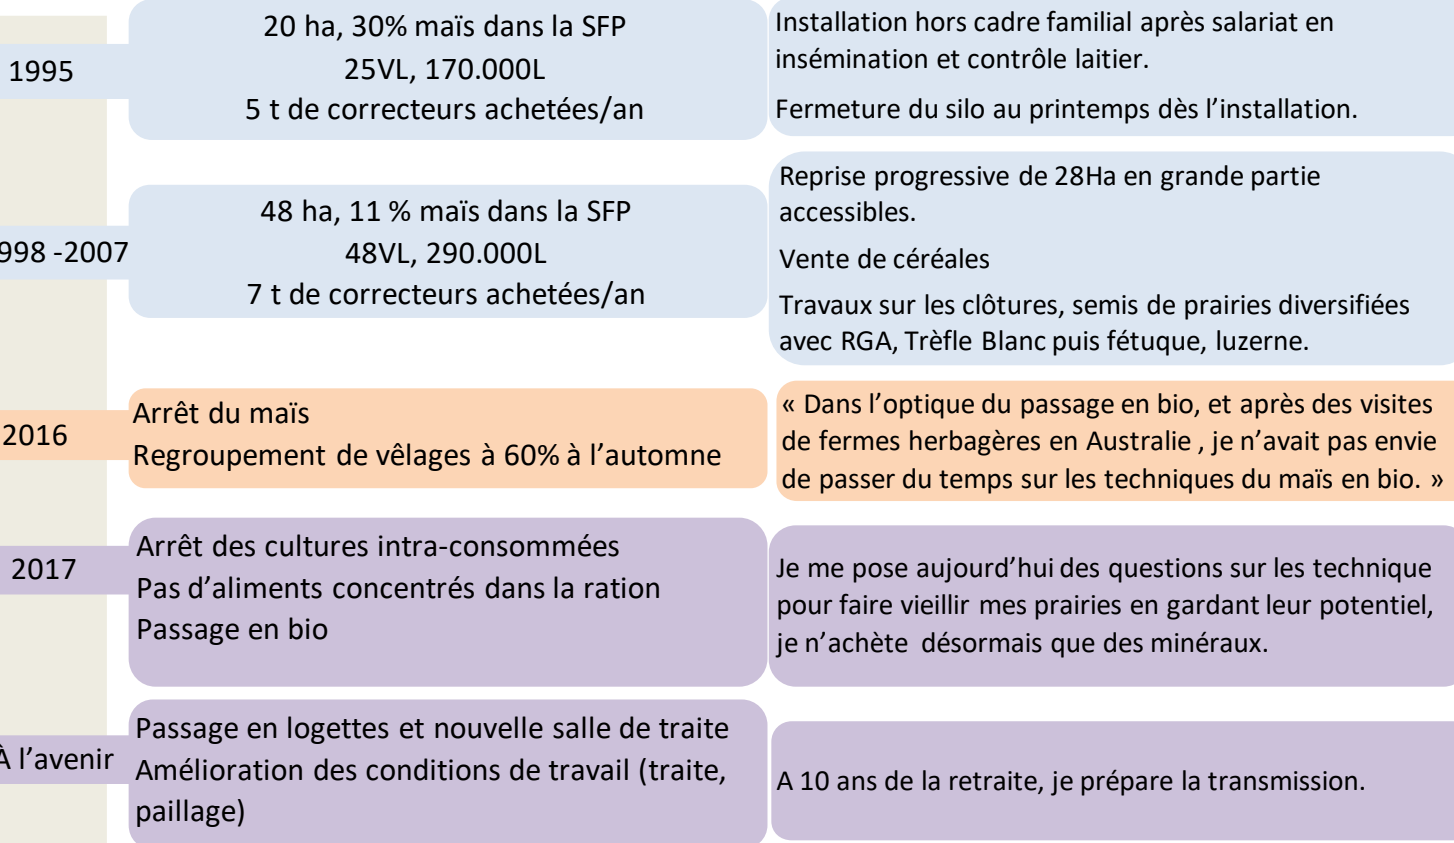 1995
20 ha, 30% maïs dans la SFP
25VL, 170.000L
5 t de correcteurs achetées/an
Installation hors cadre familial après salariat en
insémination et contrôle laitier.
Fermeture du silo au printemps dès l’installation.
998 -2007
48 ha, 11 % maïs dans la SFP
48VL, 290.000L
7 t de correcteurs achetées/an
Reprise progressive de 28Ha en grande partie
accessibles.
Vente de céréales
Travaux sur les clôtures, semis de prairies diversifiées
avec RGA, Trèfle Blanc puis fétuque, luzerne.
2016
Arrêt du maïs
Regroupement de vêlages à 60% à l’automne
« Dans l’optique du passage en bio, et après des visites
de fermes herbagères en Australie , je n’avait pas envie
de passer du temps sur les techniques du maïs en bio. »
2017
Arrêt des cultures intra-consommées
Pas d’aliments concentrés dans la ration
Passage en bio
Je me pose aujourd’hui des questions sur les technique
pour faire vieillir mes prairies en gardant leur potentiel,
je n’achète désormais que des minéraux.
À l’avenir
Passage en logettes et nouvelle salle de traite
Amélioration des conditions de travail (traite,
paillage)
A 10 ans de la retraite, je prépare la transmission.